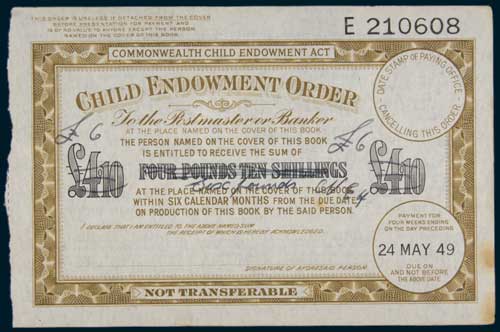 THIS ORDER IS USELESS IF DETACHED FROM THE COVER
BEFORE PRESENTATION FOR PAYMENT AND
IS OF NO VALUE TO ANYONE EXCEPT THE PERSON
NAMED ON THE COVER OF THIS BOOK.
E 210608
COMMONWEALTH CHILD ENDOWMENT ACT
CHILD ENDOWMENT ORDER
To the Postmaster or Banker
AT THE PLACE NAMED ON THE COVER OF THIS BOOK
THE PERSON NAMED ON THE COVER OF THIS BOOK
IS ENTITLED TO RECEIVE THE SUM OF
£6
£6
£4/10
FOUR POUNDS TEN SHILLINGS
£4/10
AT THE PLACE NAMED ON THE COVER OF THIS BOOK
WITHIN SIX CALENDAR MONTHS FROM THE DUE DATE
ON PRODUCTION OF THIS BOOK BY THE SAID PERSON.
I DECLARE THAT I AM ENTITLED TO THE ABOVE NAMED SUM
THE RECEIPT OF WHICH IS HEREBY ACKNOWLEDGED.
SIGNATURE OF AFORESAID PERSON
NOT TRANSFERABLE
DATE STAMP OF PAYING OFFICE
CANCELLING THIS ORDER
PAYMENT FOR
FOUR WEEKS ENDING ON
THE DAY PRECEDING
24 MAY 49
DUE ON
AND NOT BEFORE
THE ABOVE DATE